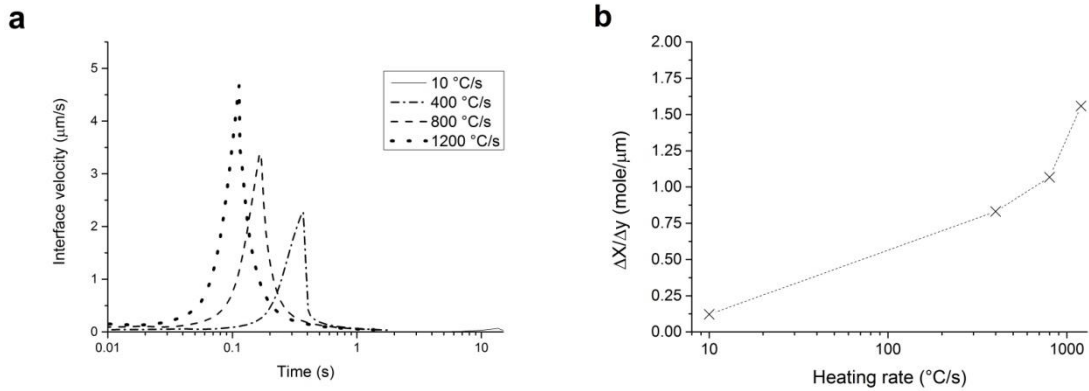 a
5
4
3
2
1
0
Interface velocity (μm/s)
0.01
0.1
1
10
Time (s)
10 °C/s
400 °C/s
800 °C/s
1200 °C/s
b
2.00
1.75
1.50
1.25
1.00
0.75
0.50
0.25
0.00
ΔX/Δy (mole/μm)
10
100
1000
Heating rate (°C/s)